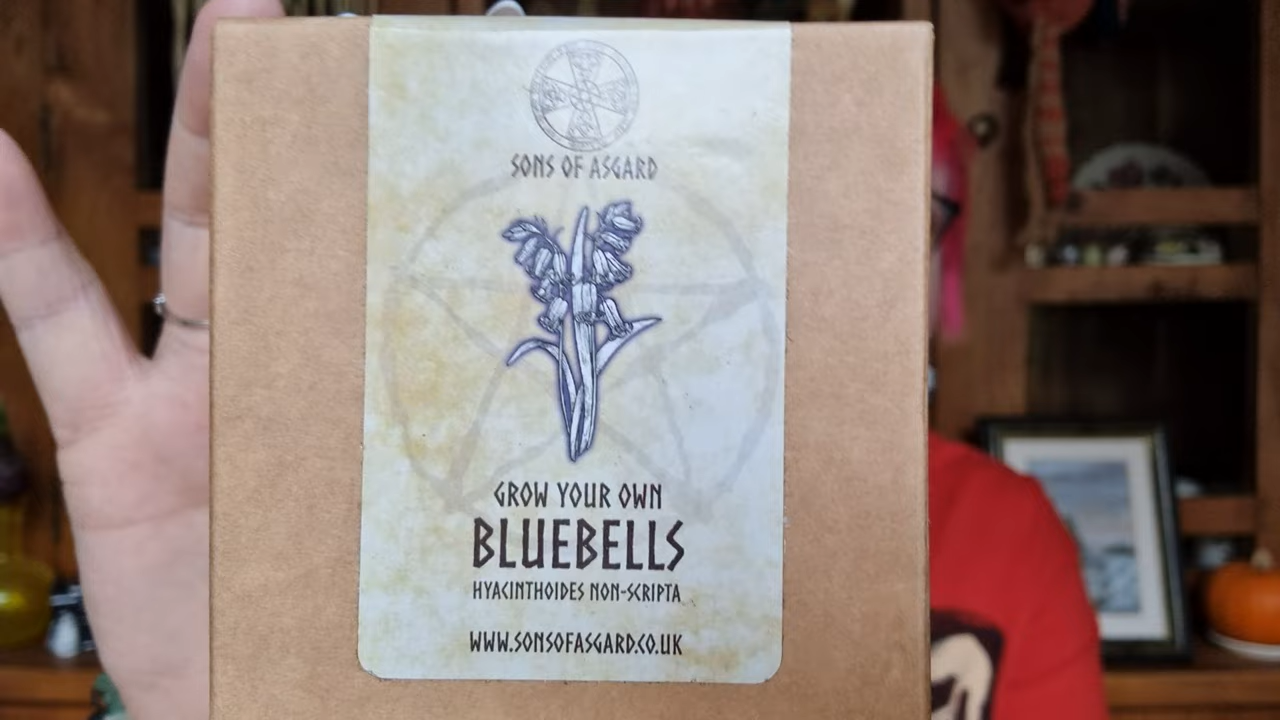 SONS OF ASGARD
GROW YOUR OWN
BLUEBELLS
HYACINTHOIDES NON-SCRIPTA
WWW.SONSOFASGARD.CO.UK